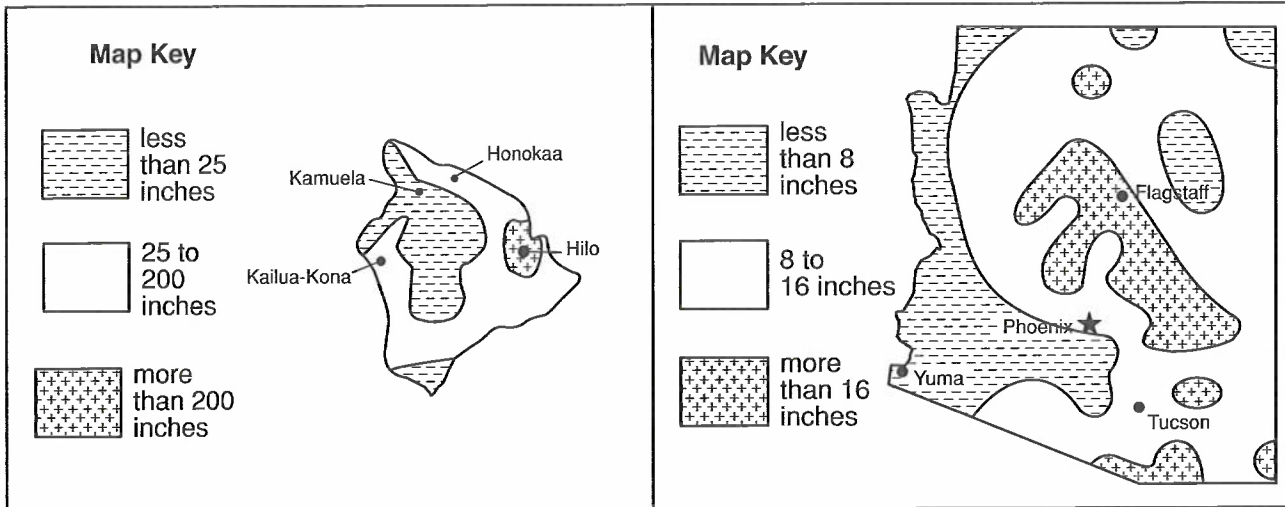 Map Key
less
than 25
inches
25 to
200
inches
more
than 200
inches
Honokaa
Kamuela
Hilo
Kailua-Kona
Map Key
less
than 8
inches
8 to
16 inches
more
than 16
inches
Flagstaff
Phoenix
Yuma
Tucson